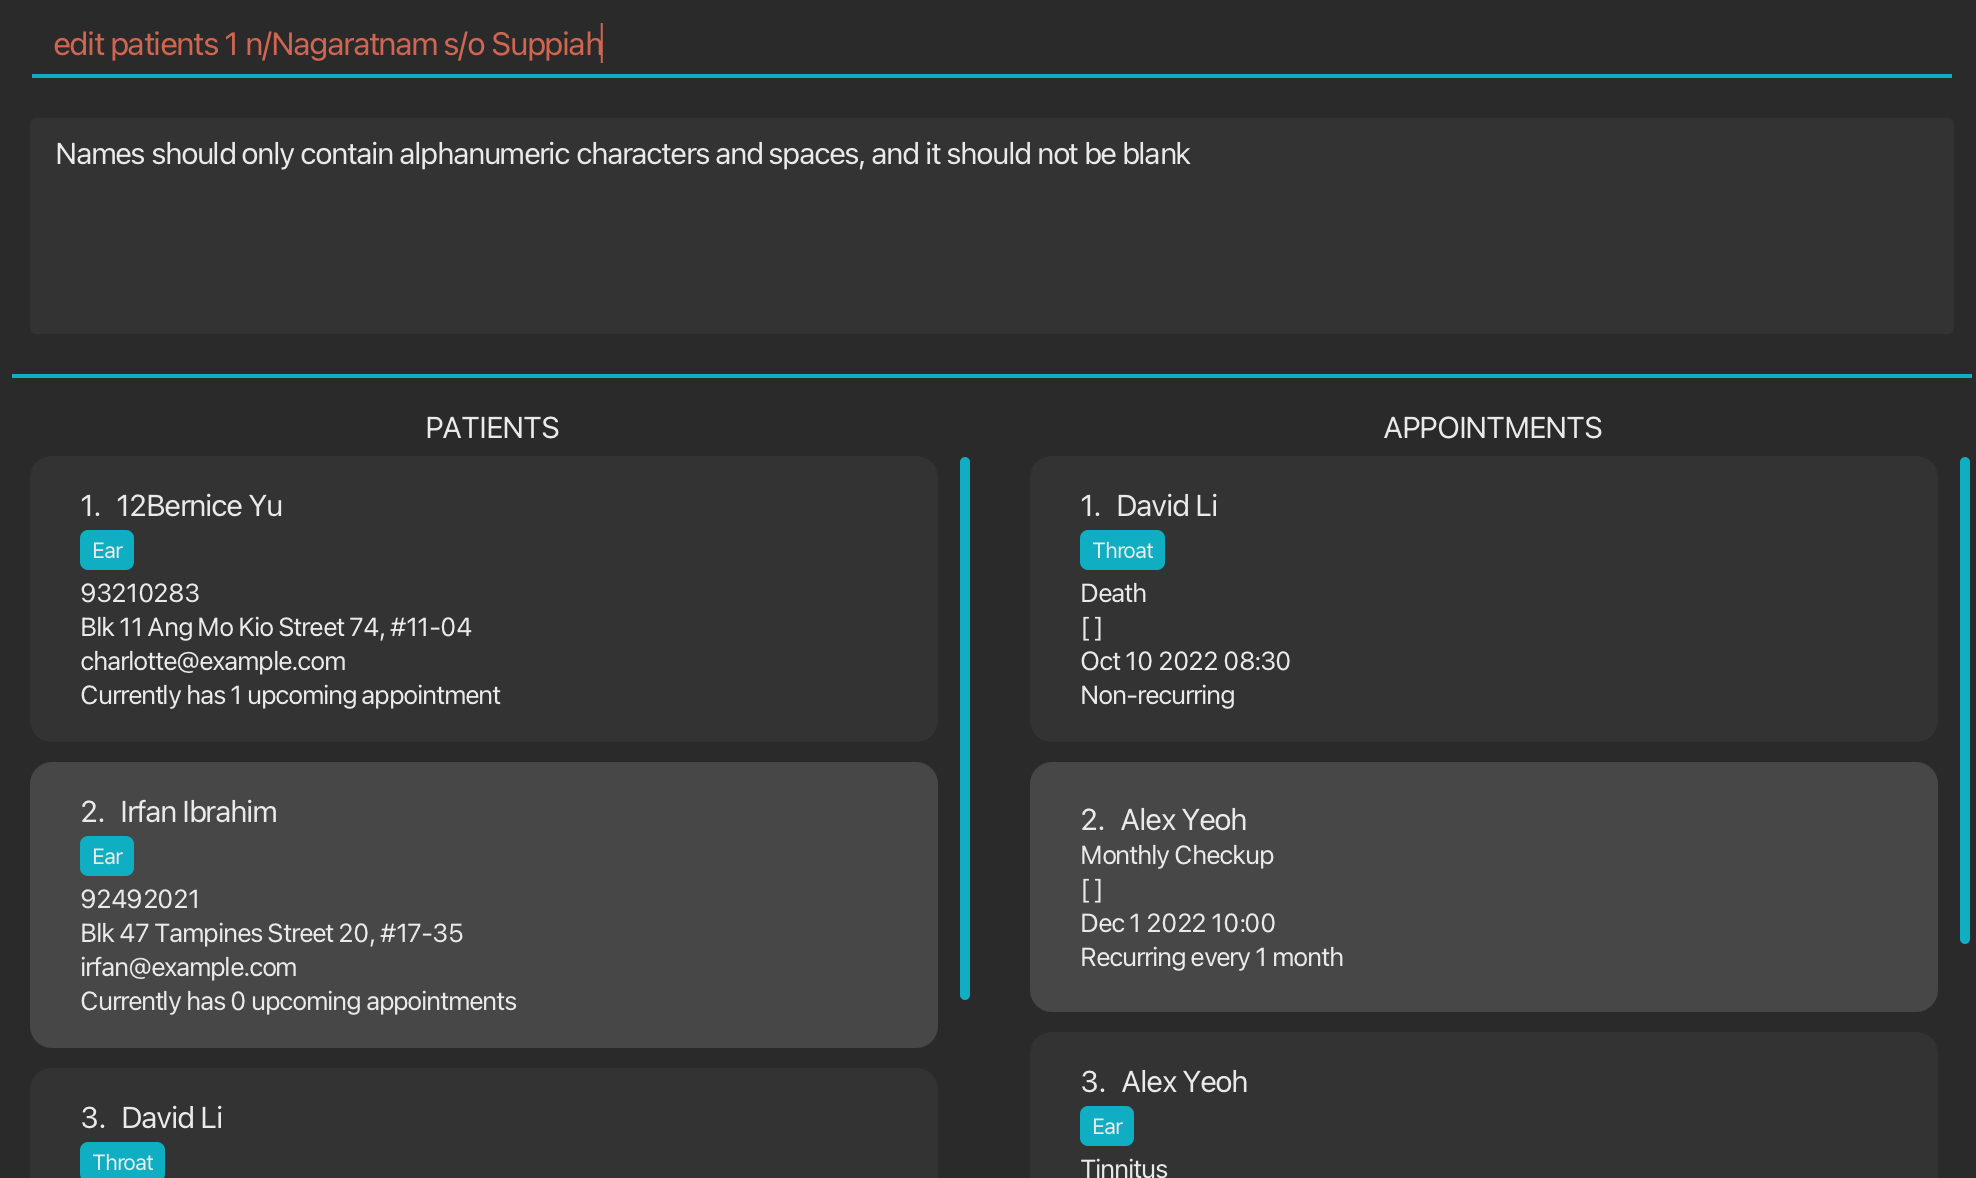 edit patients 1 n/Nagaratnam s/o Suppiah
Names should only contain alphanumeric characters and spaces, and it should not be blank
PATIENTS
1. 12Bernice Yu
Ear
93210283
Blk 11 Ang Mo Kio Street 74, #11-04
charlotte@example.com
Currently has 1 upcoming appointment
2. Irfan Ibrahim
Ear
92492021
Blk 47 Tampines Street 20, #17-35
irfan@example.com
Currently has 0 upcoming appointments
3. David Li
Throat
APPOINTMENTS
1. David Li
Throat
Death
[ ]
Oct 10 2022 08:30
Non-recurring
2. Alex Yeoh
Monthly Checkup
[ ]
Dec 1 2022 10:00
Recurring every 1 month
3. Alex Yeoh
Ear
Tinnitus